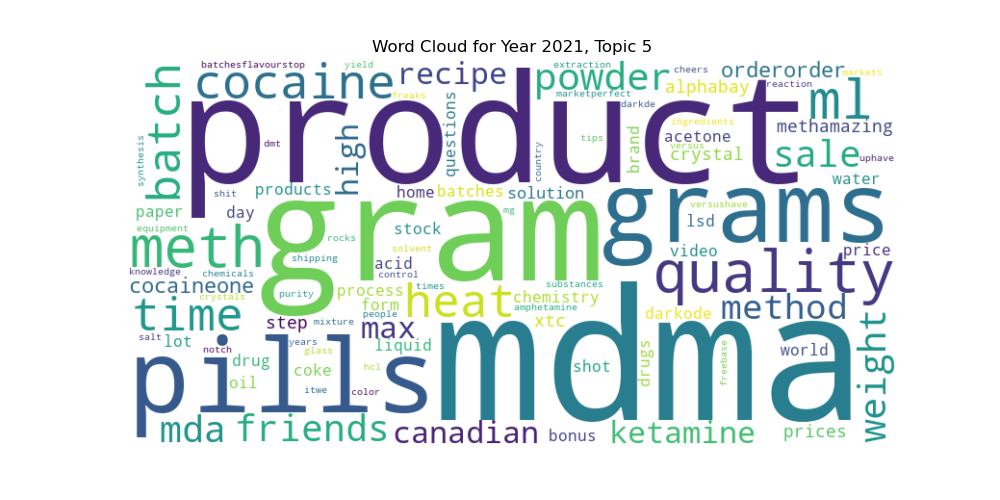 Word Cloud for Year 2021, Topic 5
batchesflavourstop yield extraction cheers markets
cocaine recipe powder orderorder
freaks marketperfect darkde alphabay reaction
batch product ml
synthesis dmt high questions country tips brand ingredients acetone versus crystal methamazing sale uphave
shit products home batches solution water
paper day gram mg grams versushave lsd
equipment stock
meth rocks solvent video price
knowledge chemicals shipping acid control substances quality
cocaineone process chemistry
crystals purity form heat times amphetamine method
time step mixture people max xtc darkode
salt lot years liquid world
notch drug glass shot drugs freebase weight
pills oil coke hcl mdma
itwe color
mda friends canadian bonus ketamine prices